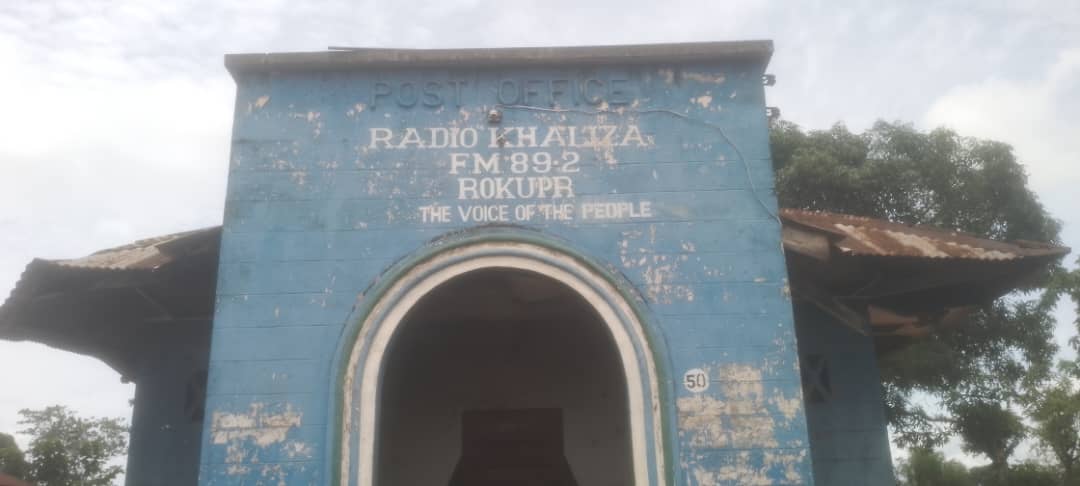 POST OFFICE
RADIO KHALIZA
FM 89.2
ROKUPR
THE VOICE OF THE PEOPLE
50